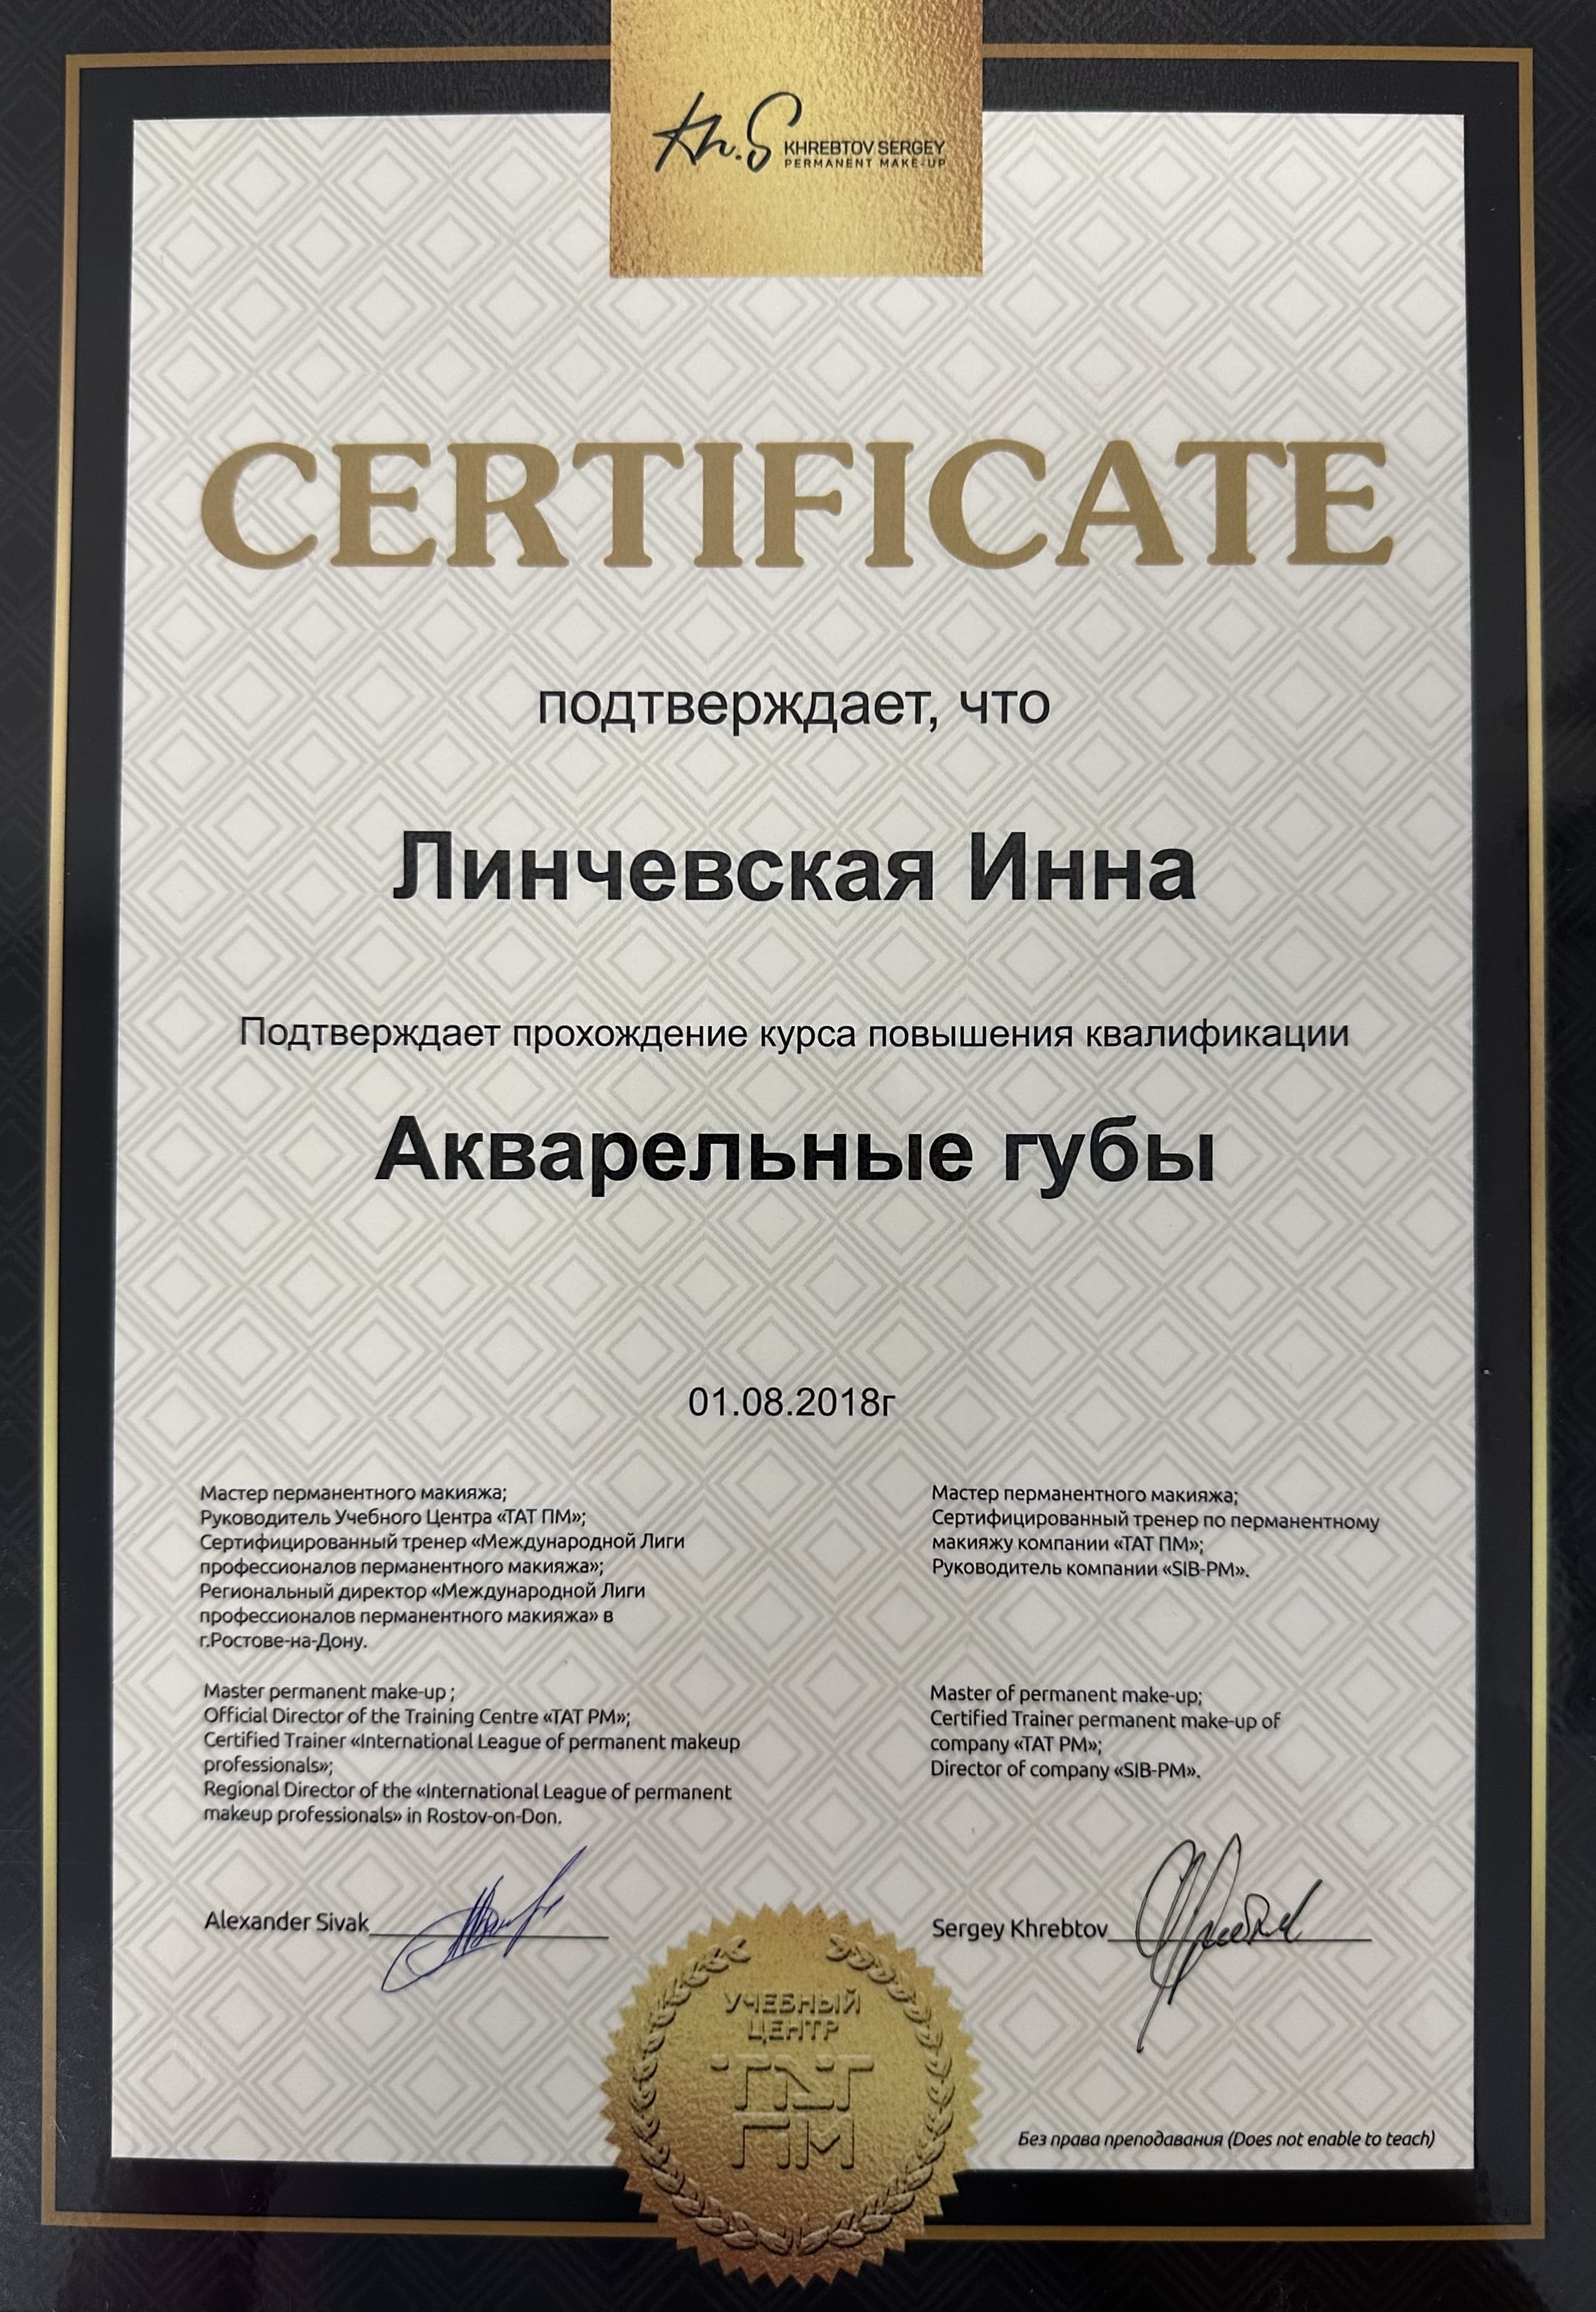 Kh.S KHREBTOV SERGEY
PERMANENT MAKE-UP
CERTIFICATE
подтверждает, что
Линчевская Инна
Подтверждает прохождение курса повышения квалификации
Акварельные губы
01.08.2018г
Мастер перманентного макияжа;
Руководитель Учебного Центра «ТАТ ПМ»;
Сертифицированный тренер «Международной Лиги
профессионалов перманентного макияжа»;
Региональный директор «Международной Лиги
профессионалов перманентного макияжа» в
г.Ростове-на-Дону.
Master permanent make-up ;
Official Director of the Training Centre «TAT PM»;
Certified Trainer «International League of permanent makeup
professionals»;
Regional Director of the «International League of permanent
makeup professionals» in Rostov-on-Don.
Alexander Sivak
Мастер перманентного макияжа;
Сертифицированный тренер по перманентному
макияжу компании «ТАТ ПМ»;
Руководитель компании «SIB-PM».
Master of permanent make-up;
Certified Trainer permanent make-up of
company «TAT PM»;
Director of company «SIB-PM».
Sergey Khrebtov
УЧЕБНЫЙ
ЦЕНТР
ТАТ
ПМ
Без права преподавания (Does not enable to teach)